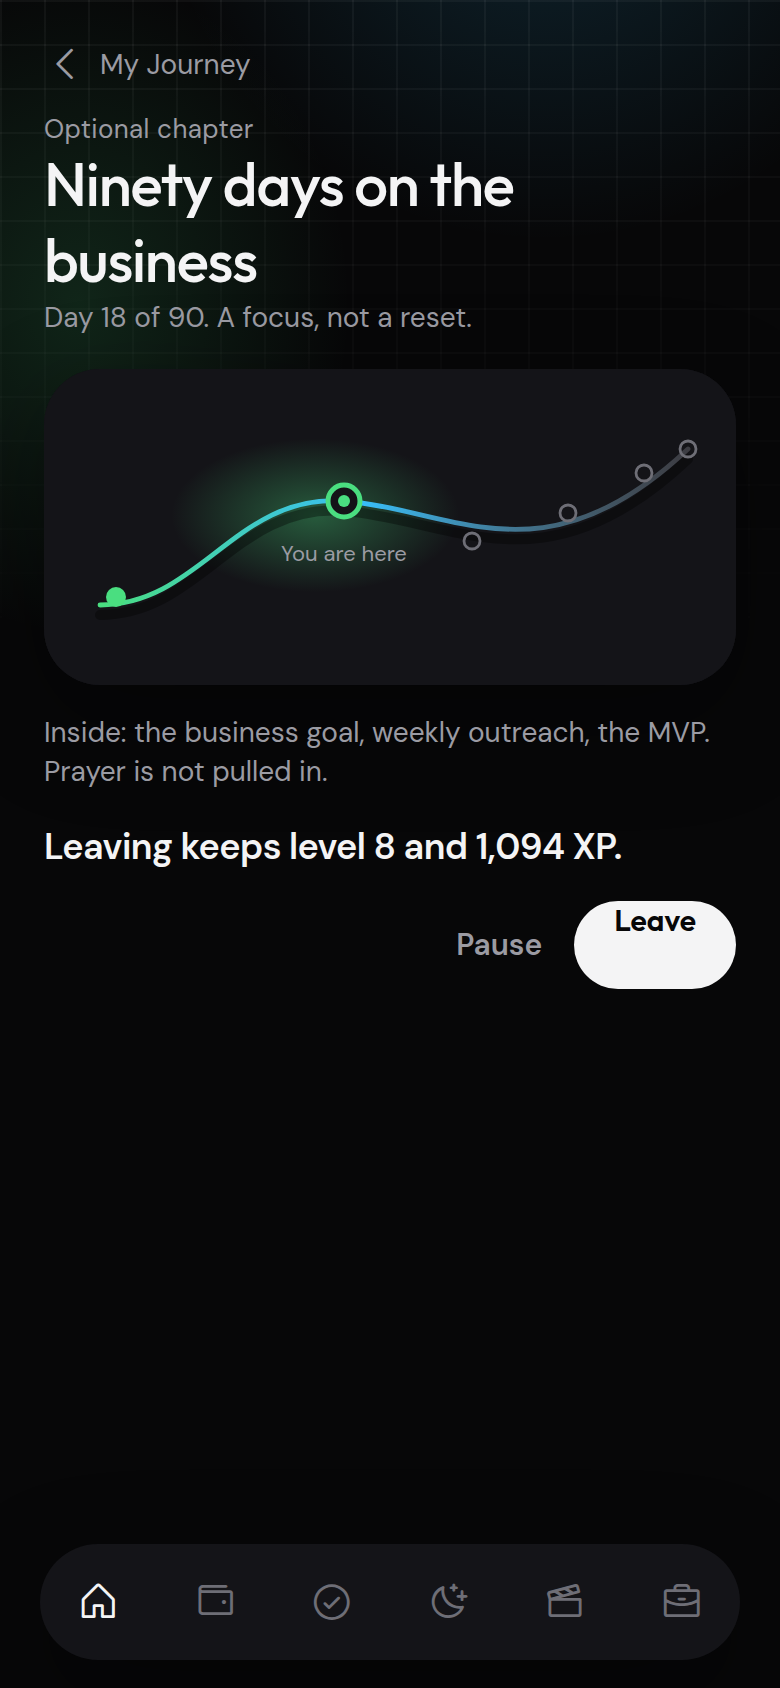 My Journey
Optional chapter
Ninety days on the
business
Day 18 of 90. A focus, not a reset.
You are here
Inside: the business goal, weekly outreach, the MVP.
Prayer is not pulled in.
Leaving keeps level 8 and 1,094 XP.
Pause
Leave